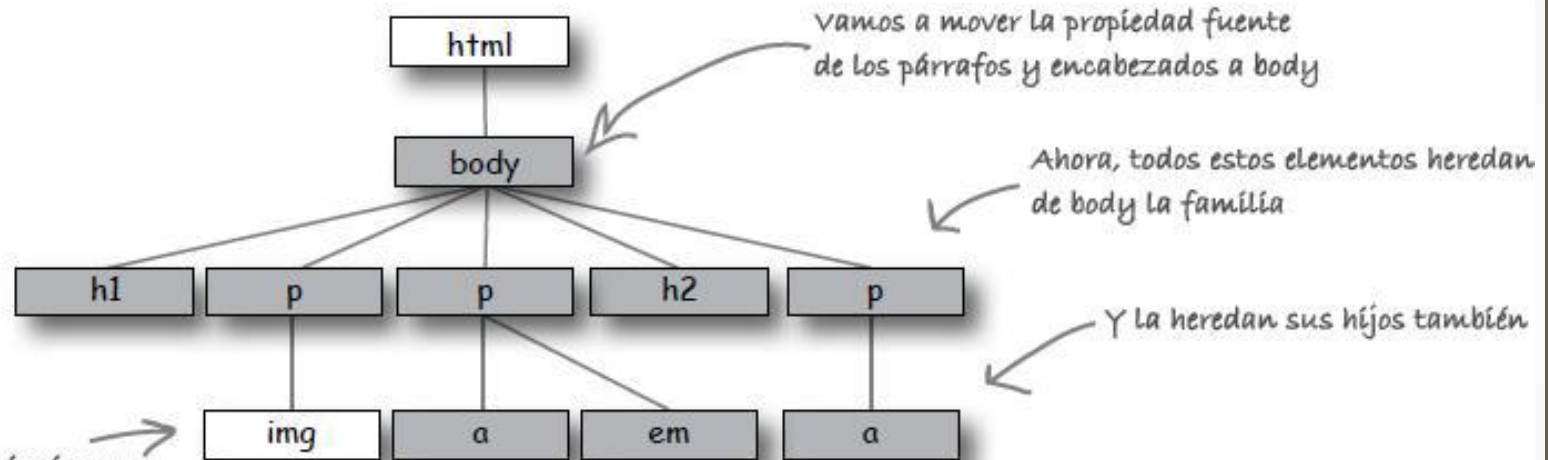 html
Vamos a mover la propiedad fuente
de los párrafos y encabezados a body
body
Ahora, todos estos elementos heredan
de body la familia
h1 p p h2 p
Y la heredan sus hijos también
img a em a